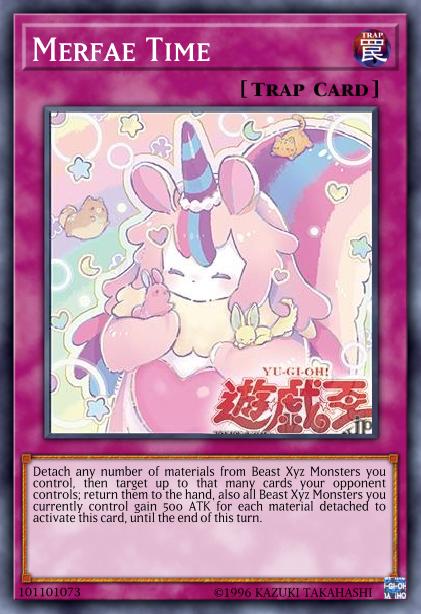 MERFAE TIME
TRAP
罠
[TRAP CARD]
YU-GI-OH!
遊戯王
.jp
Detach any number of materials from Beast Xyz Monsters you
control, then target up to that many cards your opponent
controls; return them to the hand, also all Beast Xyz Monsters you
currently control gain 500 ATK for each material detached to
activate this card, until the end of this turn.
101101073
©1996 KAZUKI TAKAHASHI